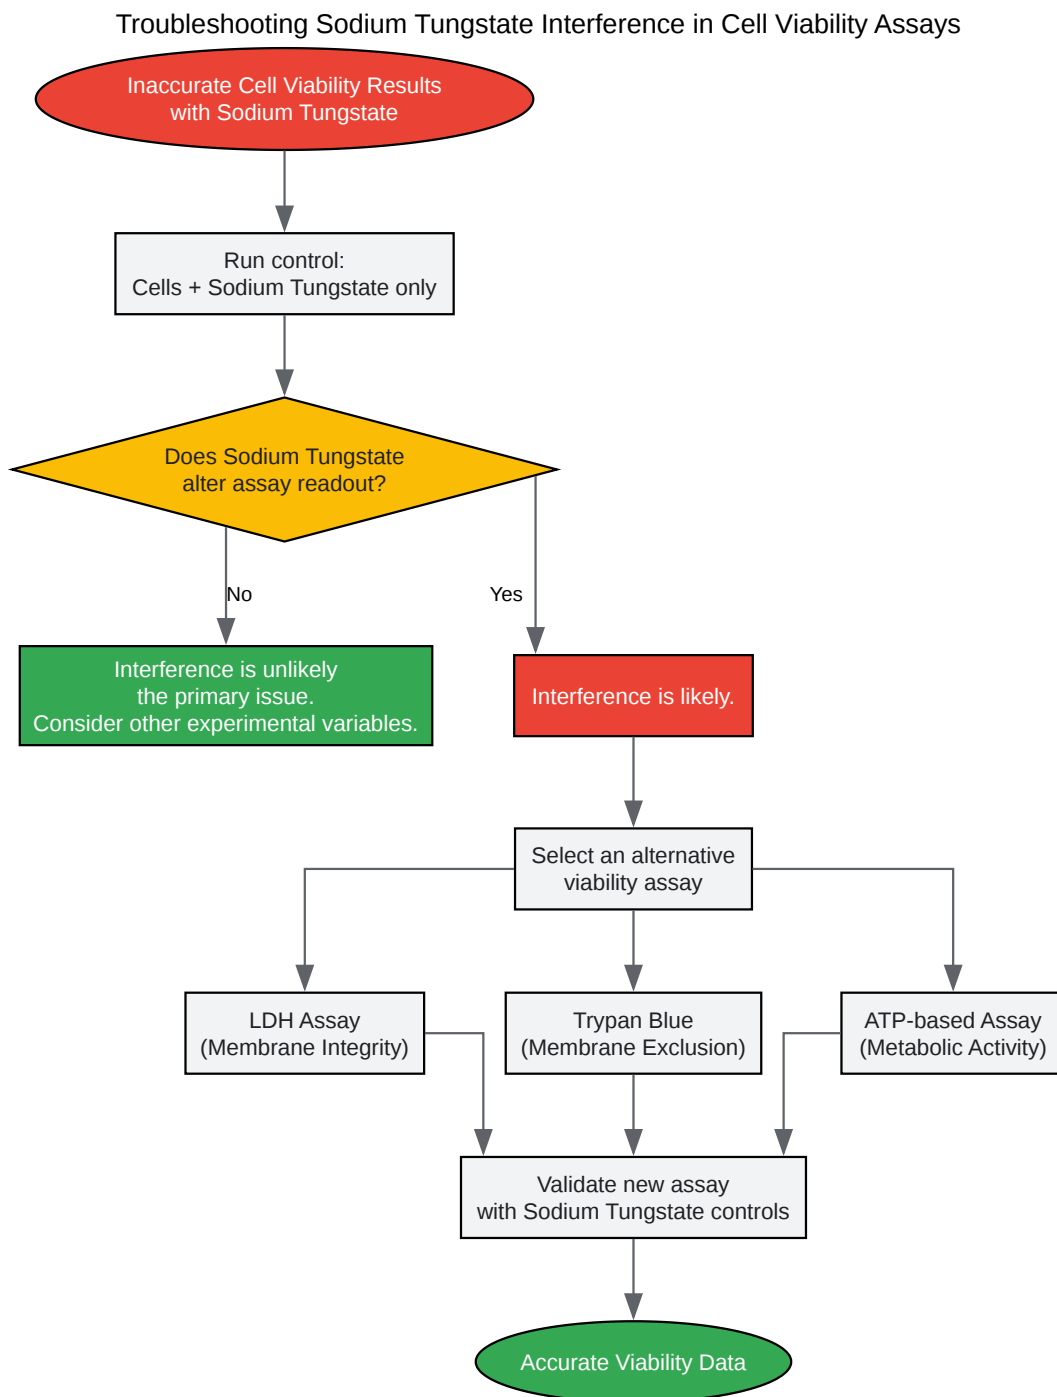 Troubleshooting Sodium Tungstate Interference in Cell Viability Assays
Inaccurate Cell Viability Results
with Sodium Tungstate
Run control:
Cells + Sodium Tungstate only
Does Sodium Tungstate
alter assay readout?
No
Yes
Interference is unlikely
the primary issue.
Consider other experimental variables.
Interference is likely.
Select an alternative
viability assay
LDH Assay
(Membrane Integrity)
Trypan Blue
(Membrane Exclusion)
ATP-based Assay
(Metabolic Activity)
Validate new assay
with Sodium Tungstate controls
Accurate Viability Data